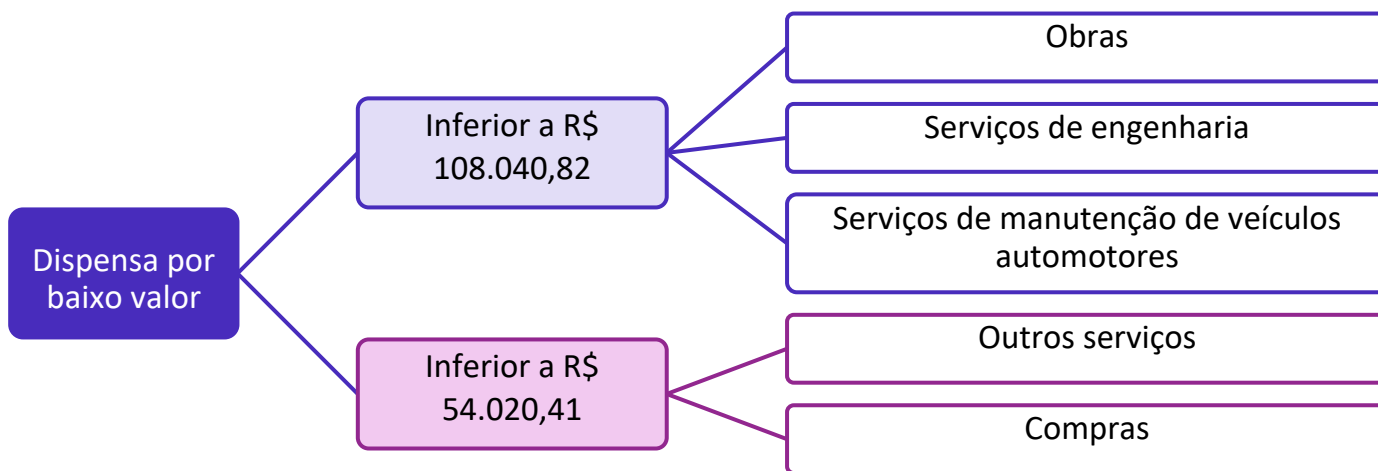 Dispensa por
baixo valor
Inferior a R$
108.040,82
Obras
Serviços de engenharia
Serviços de manutenção de veículos
automotores
Inferior a R$
54.020,41
Outros serviços
Compras